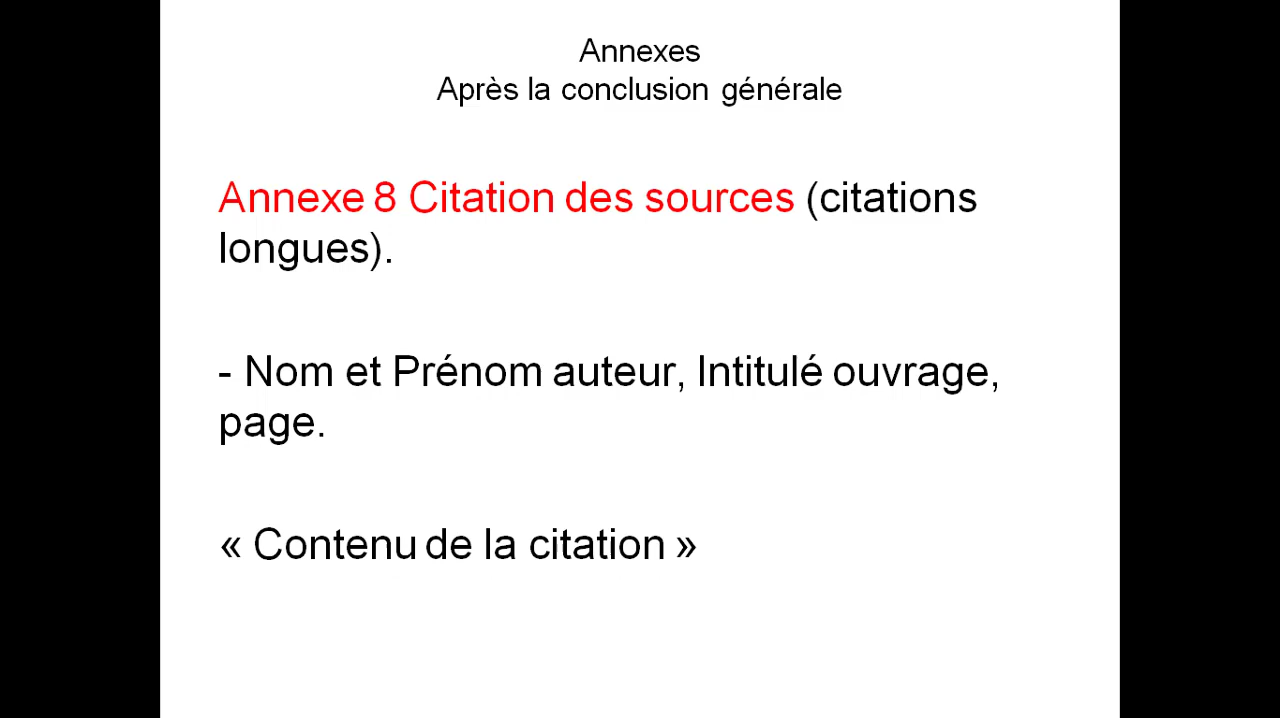 Annexes
Après la conclusion générale
Annexe 8 Citation des sources (citations
longues).
- Nom et Prénom auteur, Intitulé ouvrage,
page.
« Contenu de la citation »